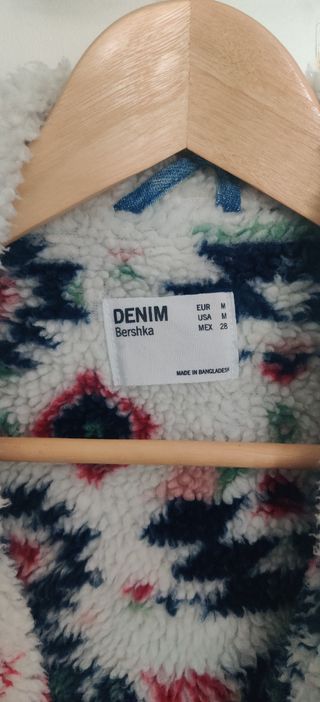 DENIM
Bershka
EUR M
USA M
MEX 28
MADE IN BANGLADESH